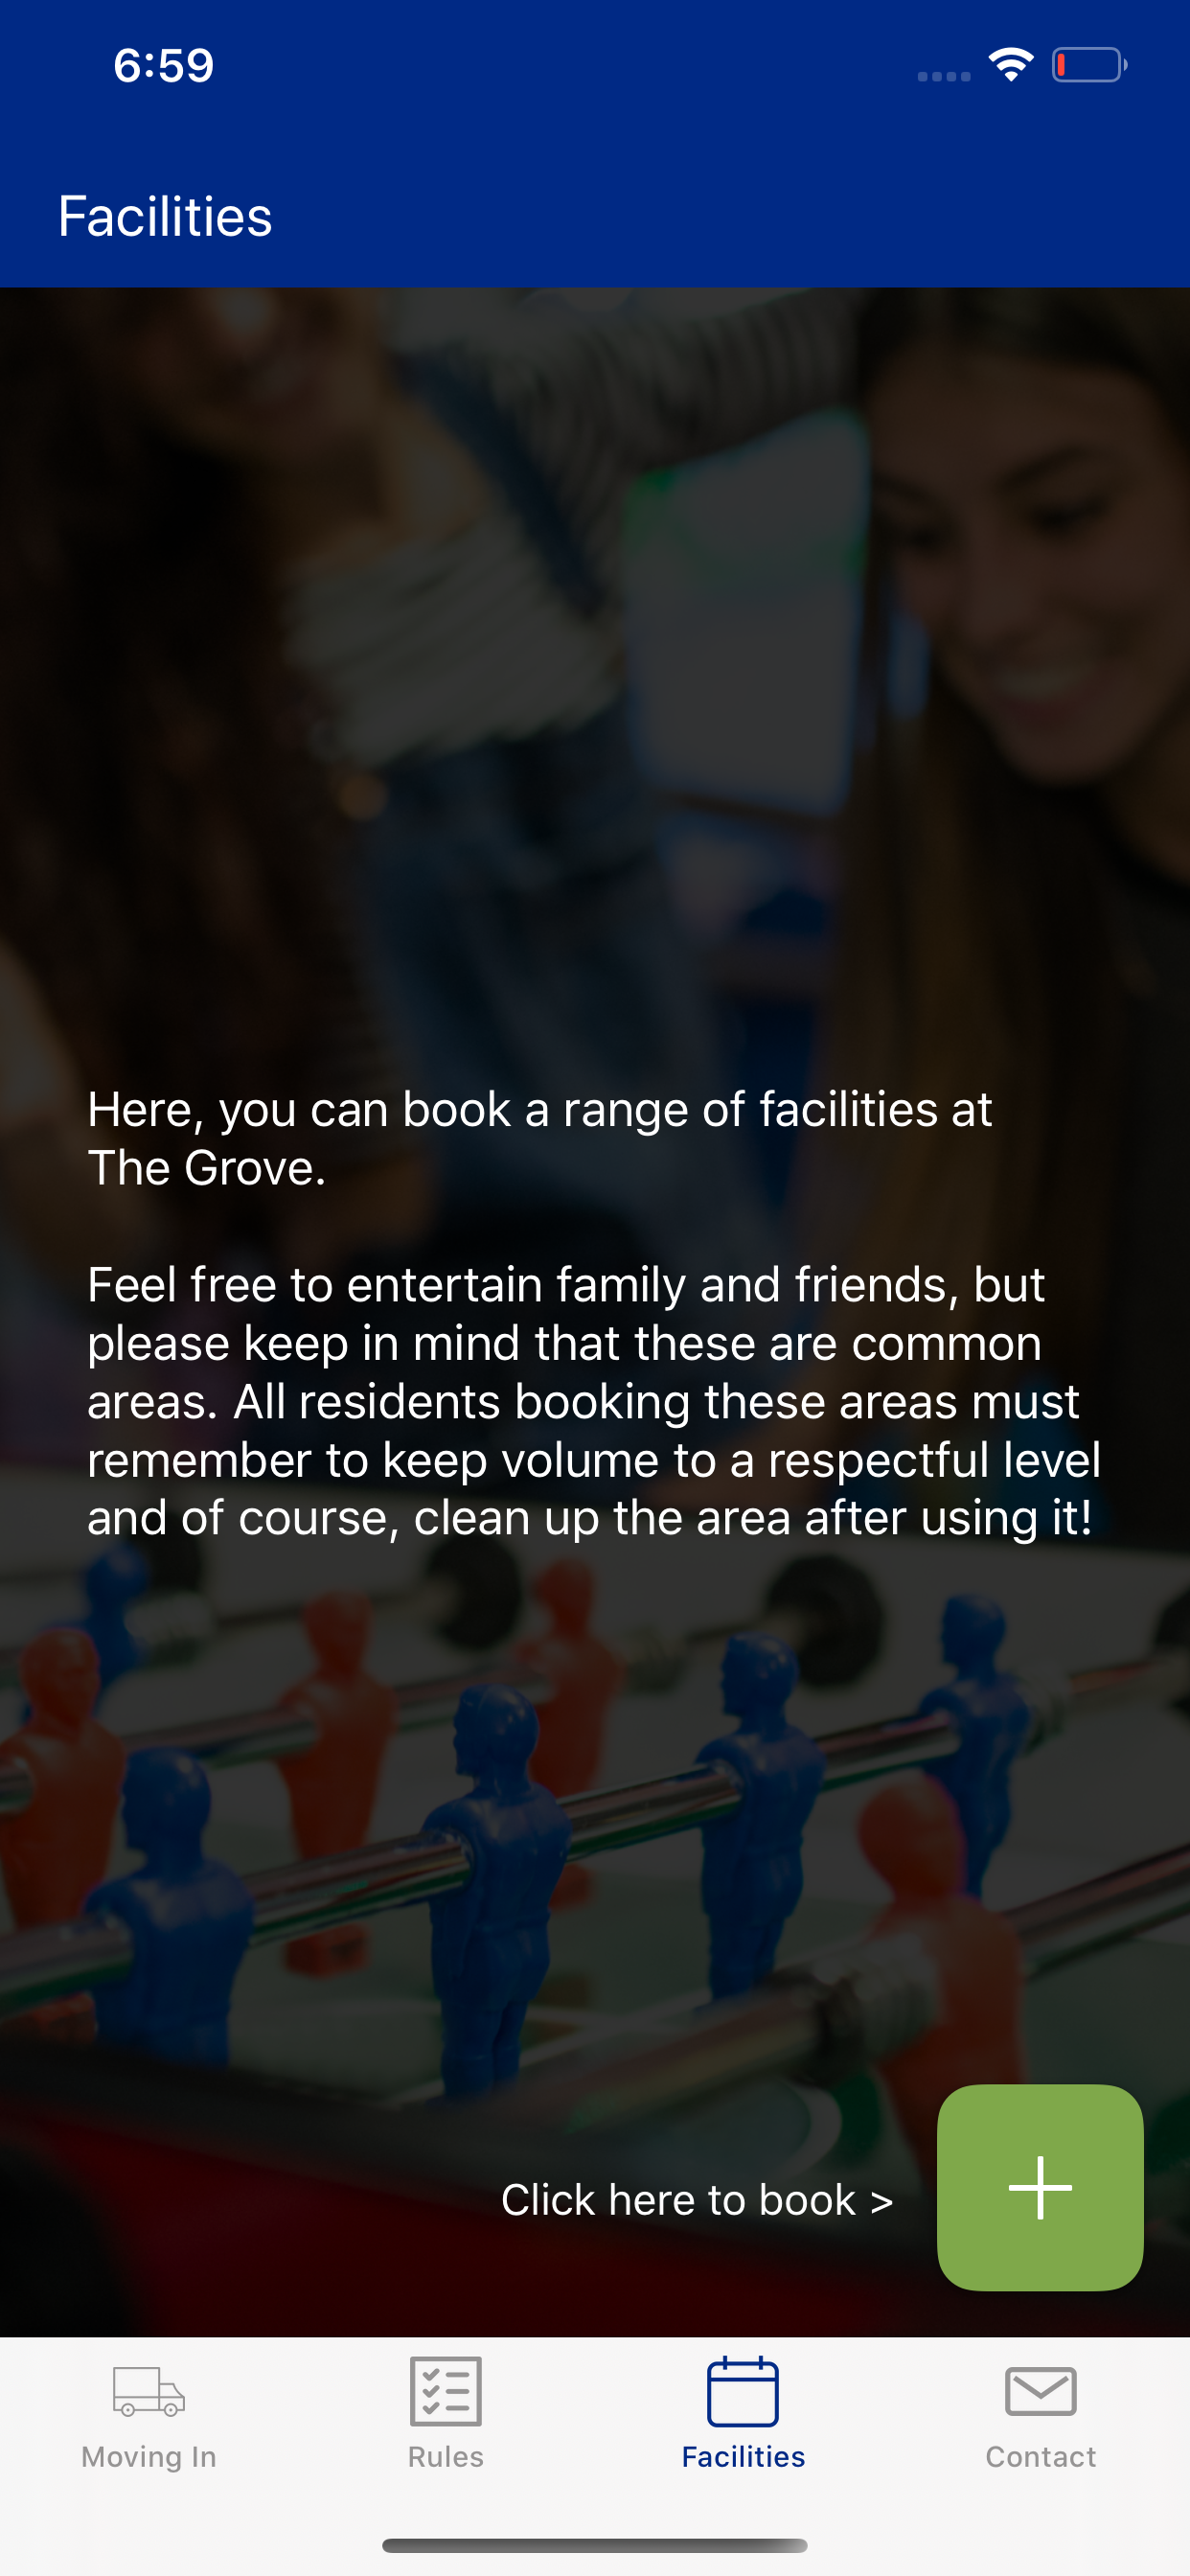 6:59
Facilities
Here, you can book a range of facilities at
The Grove.
Feel free to entertain family and friends, but
please keep in mind that these are common
areas. All residents booking these areas must
remember to keep volume to a respectful level
and of course, clean up the area after using it!
Click here to book >
Moving In
Rules
Facilities
Contact